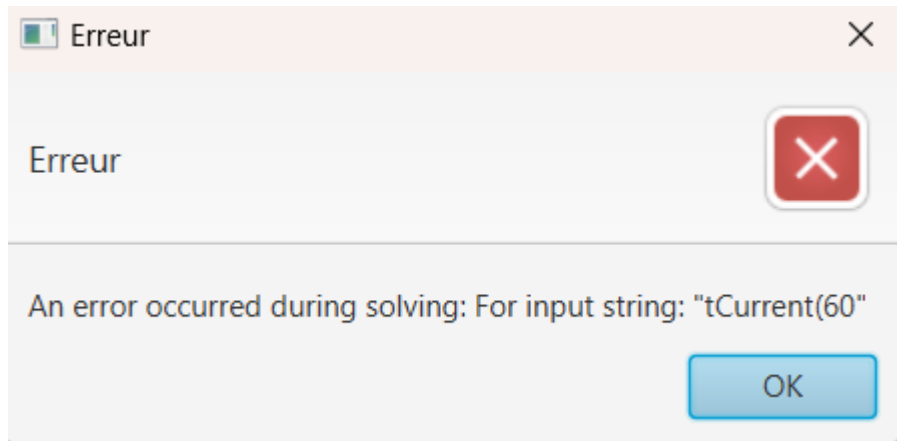 Erreur
Erreur
An error occurred during solving: For input string: "tCurrent(60"
OK